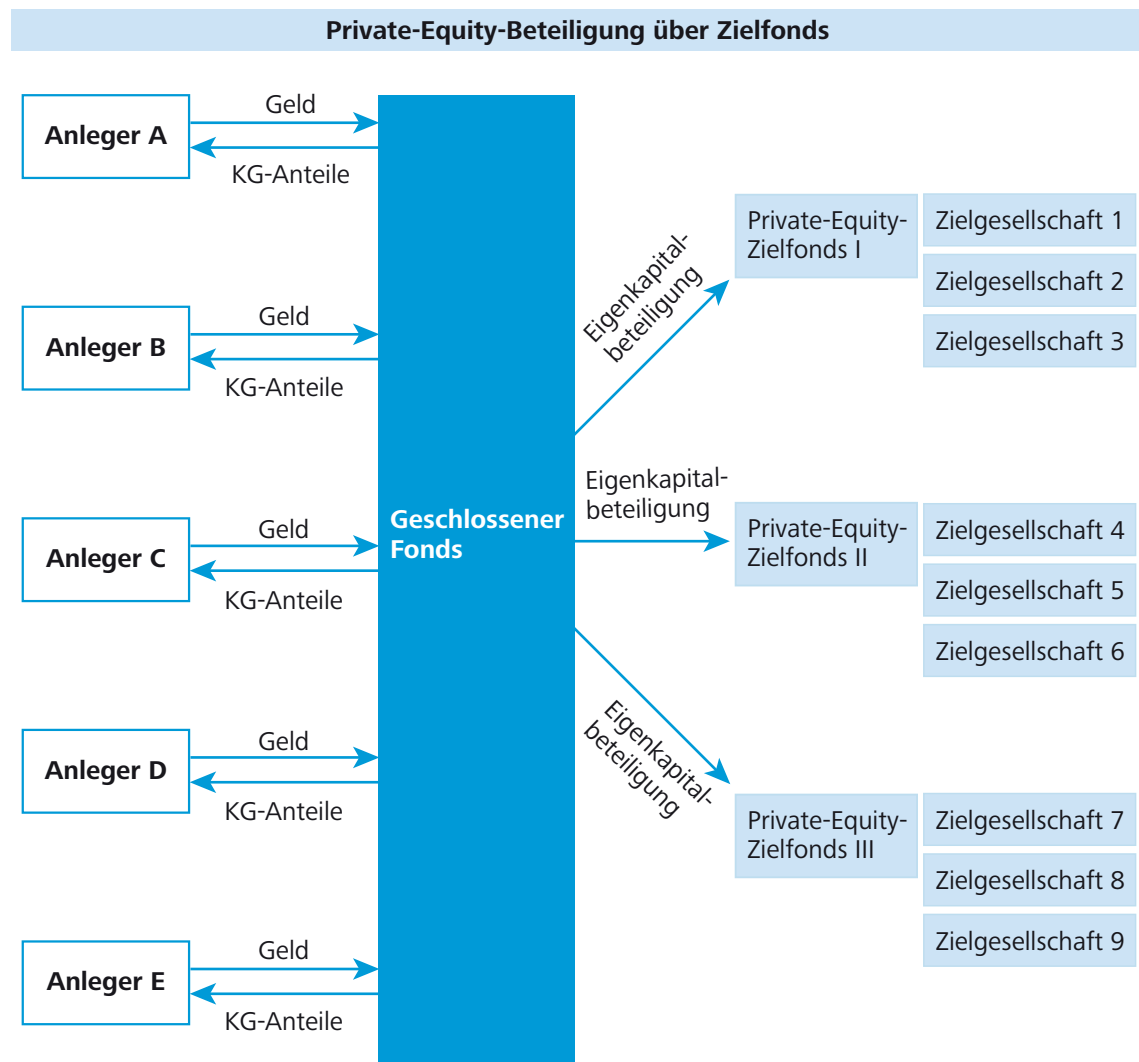 Private-Equity-Beteiligung über Zielfonds
Anleger A
Geld
KG-Anteile
Anleger B
Geld
KG-Anteile
Anleger C
Geld
KG-Anteile
Anleger D
Geld
KG-Anteile
Anleger E
Geld
KG-Anteile
Geschlossener
Fonds
Eigenkapital-
beteiligung
Private-Equity-
Zielfonds I
Zielgesellschaft 1
Zielgesellschaft 2
Zielgesellschaft 3
Eigenkapital-
beteiligung
Private-Equity-
Zielfonds II
Zielgesellschaft 4
Zielgesellschaft 5
Zielgesellschaft 6
Eigenkapital-
beteiligung
Private-Equity-
Zielfonds III
Zielgesellschaft 7
Zielgesellschaft 8
Zielgesellschaft 9